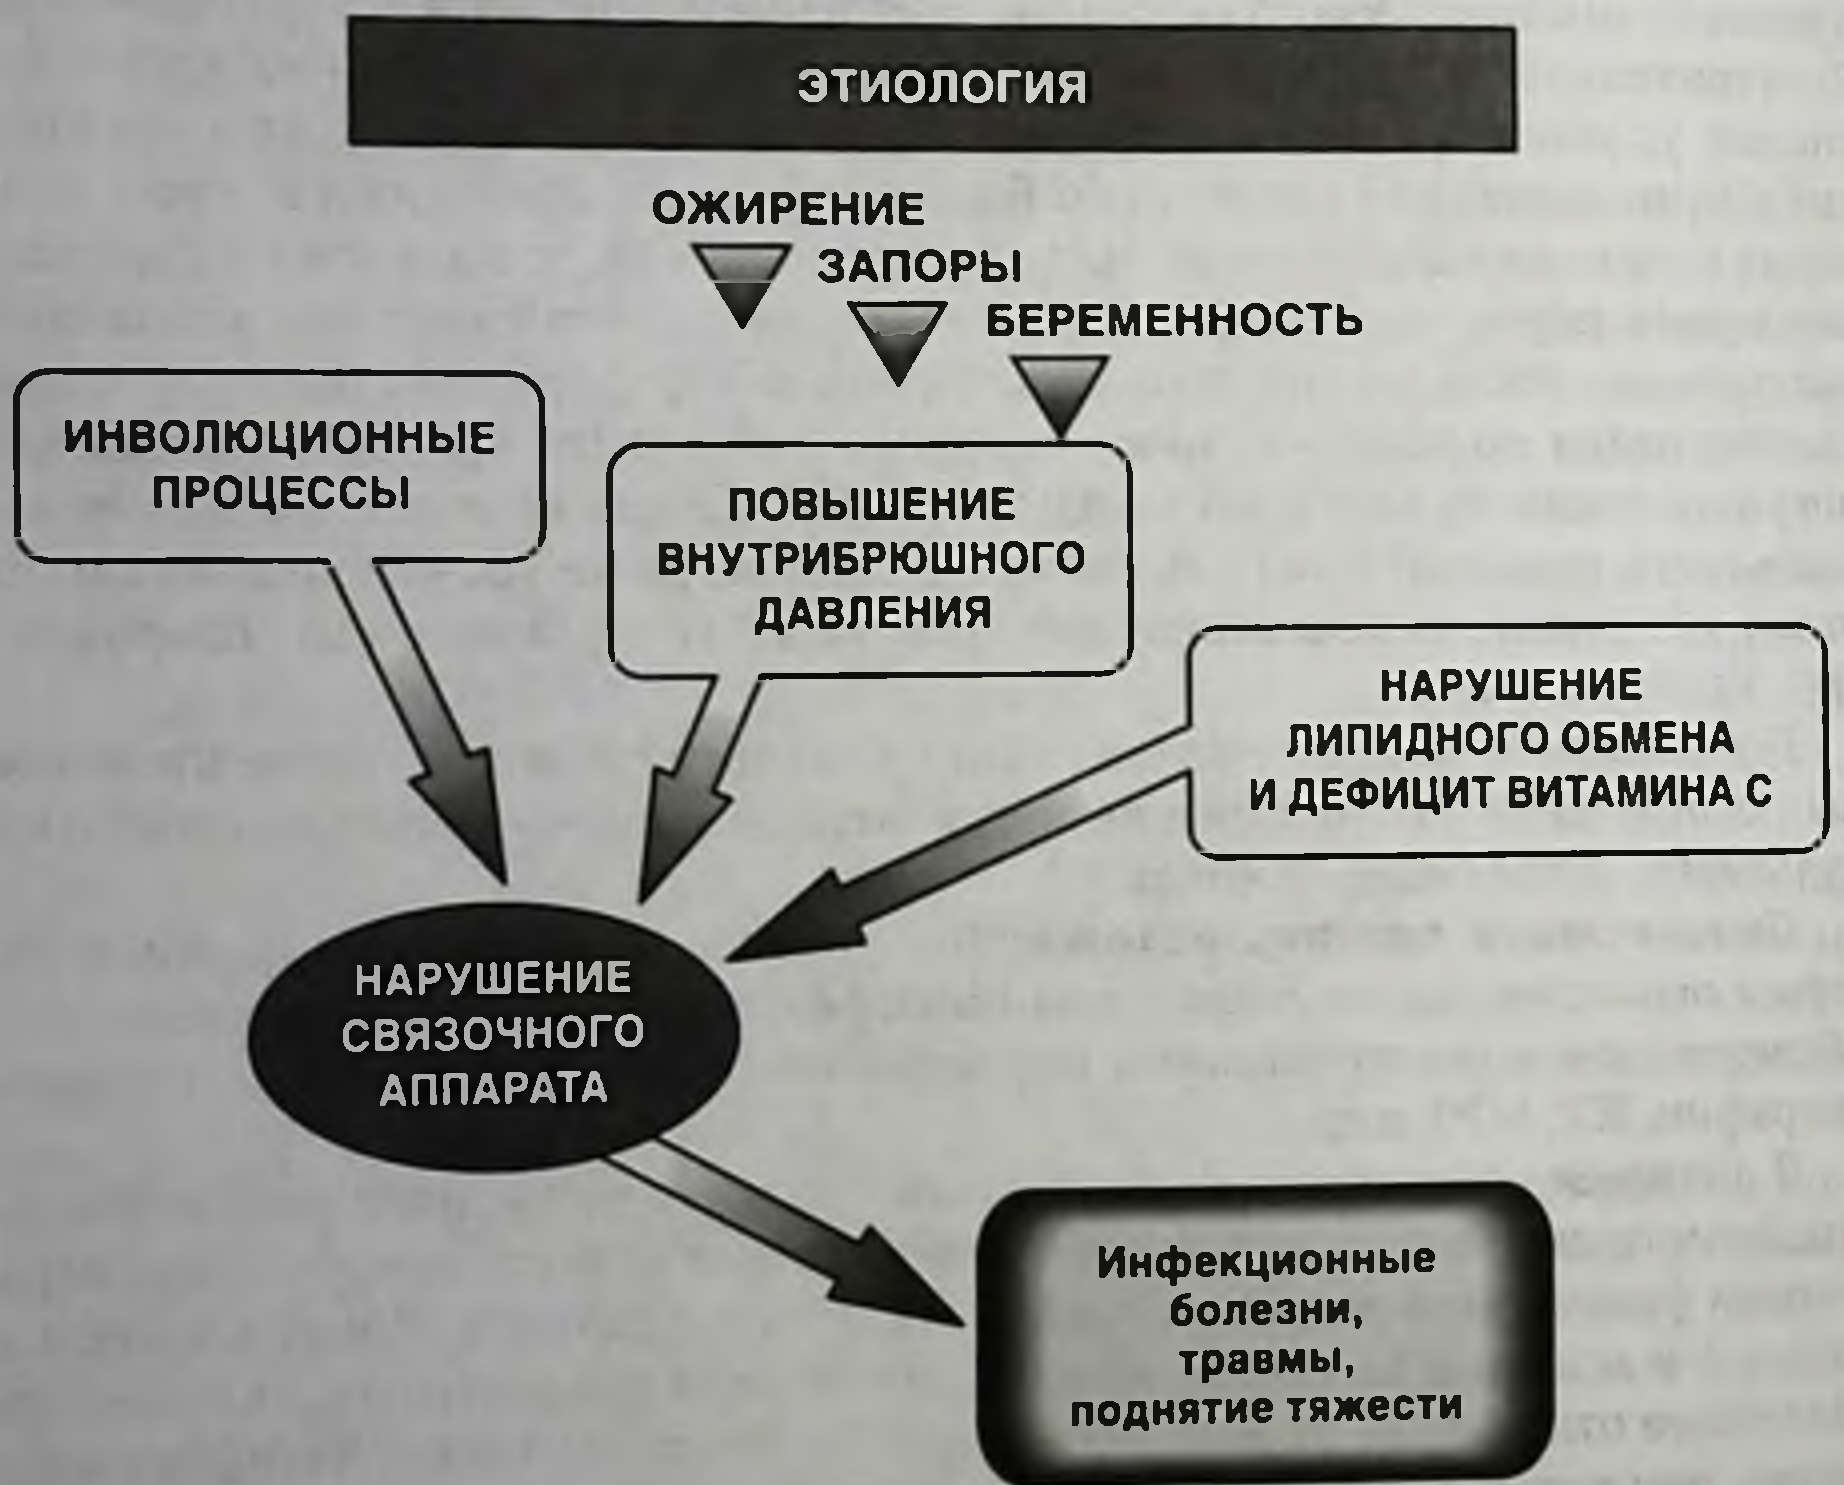 ЭТИОЛОГИЯ
ОЖИРЕНИЕ
ЗАПОРЫ
БЕРЕМЕННОСТЬ
ИНВОЛЮЦИОННЫЕ
ПРОЦЕССЫ
ПОВЫШЕНИЕ
ВНУТРИБРЮШНОГО
ДАВЛЕНИЯ
НАРУШЕНИЕ
ЛИПИДНОГО ОБМЕНА
И ДЕФИЦИТ ВИТАМИНА С
НАРУШЕНИЕ
СВЯЗОЧНОГО
АППАРАТА
Инфекционные
болезни,
травмы,
поднятие тяжести